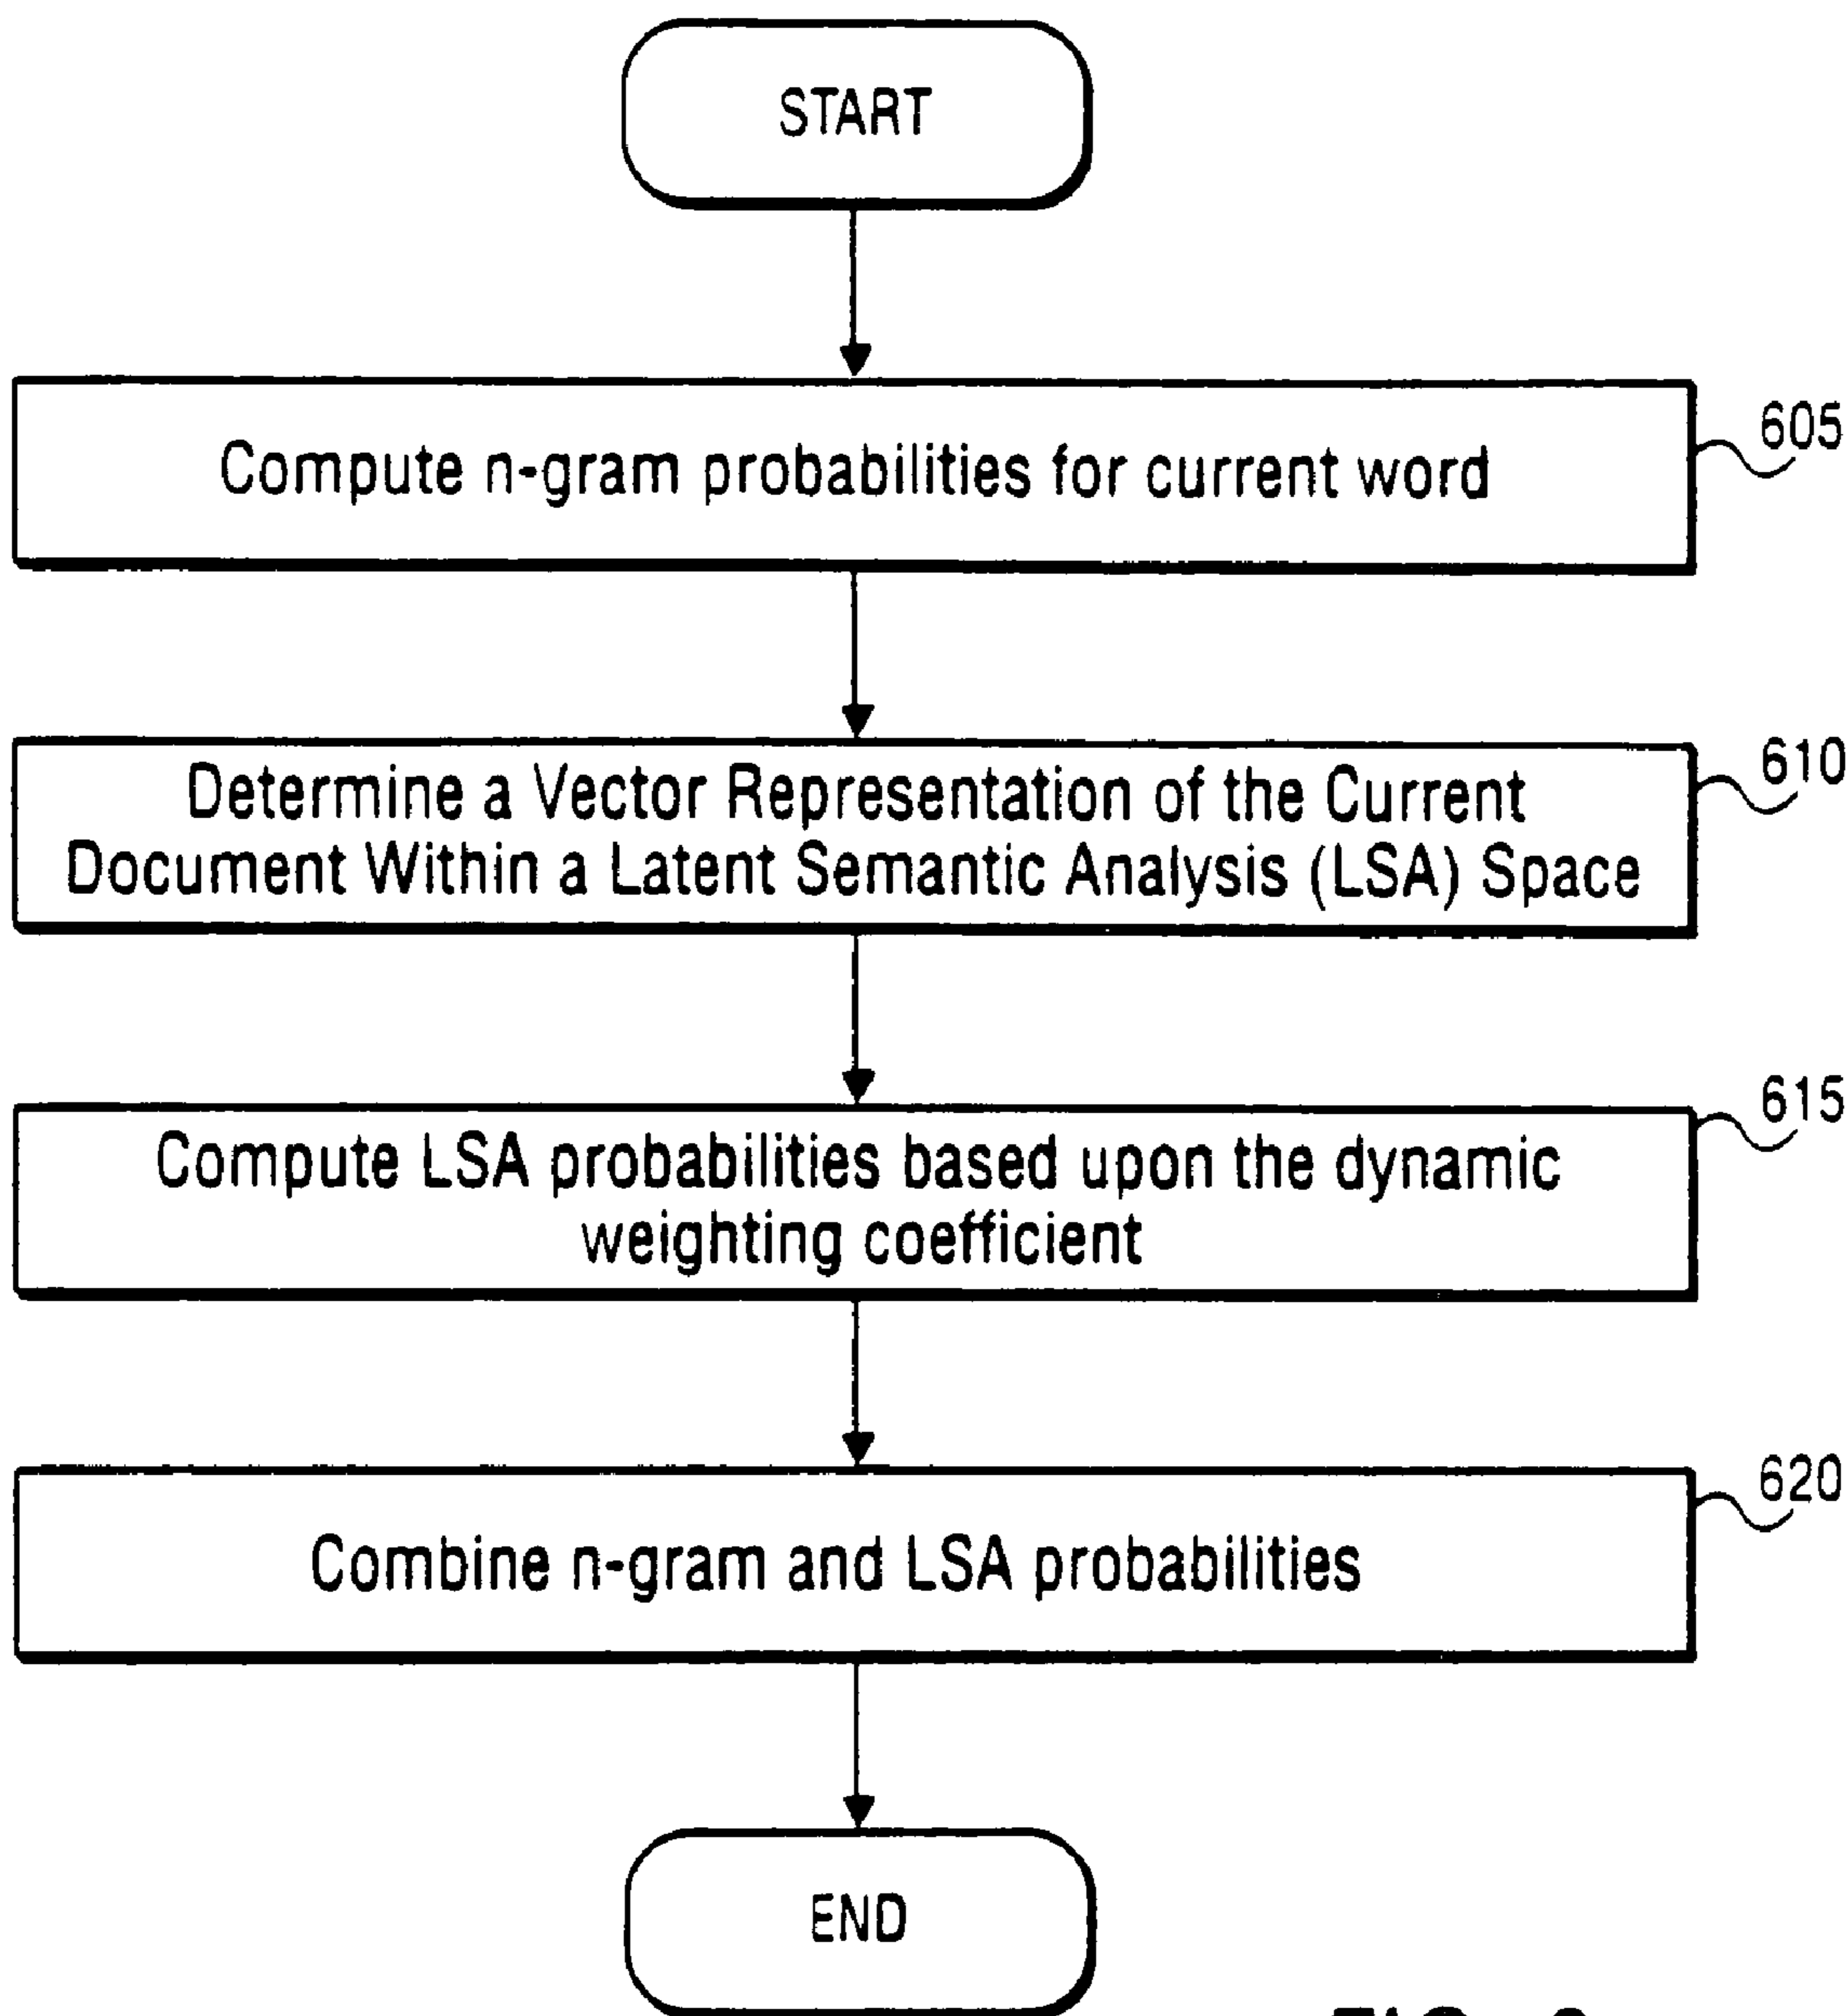 START
Compute n-gram probabilities for current word
605
Determine a Vector Representation of the Current
Document Within a Latent Semantic Analysis (LSA) Space
610
Compute LSA probabilities based upon the dynamic
weighting coefficient
615
Combine n-gram and LSA probabilities
620
END